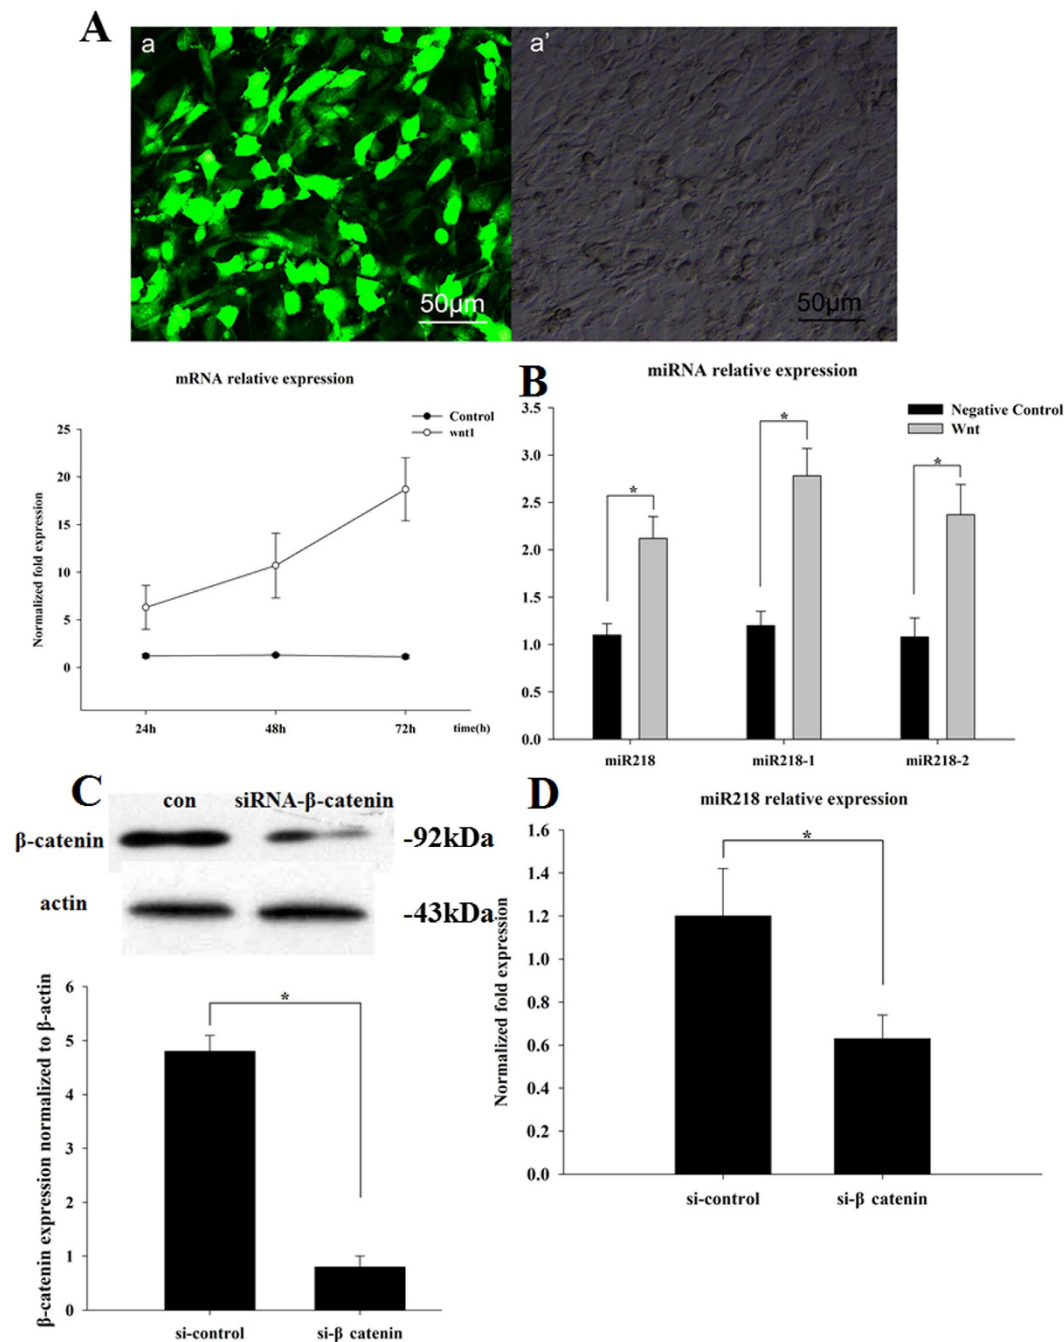 A
a
a'
50μm
50μm
mRNA relative expression
Control
wnt1
25
20
15
10
5
0
Normalized fold expression
24h
48h
72h
time(h)
B
miRNA relative expression
Negative Control
Wnt
3.5
3.0
2.5
2.0
1.5
1.0
0.5
0.0
*
*
*
miR218
miR218-1
miR218-2
C
con
siRNA-β-catenin
β-catenin
-92kDa
actin
-43kDa
β-catenin expression normalized to β-actin
6
5
4
3
2
1
0
*
si-control
si-β catenin
D
miR218 relative expression
Normalized fold expression
1.6
1.4
1.2
1.0
0.8
0.6
0.4
0.2
0.0
*
si-control
si-β catenin